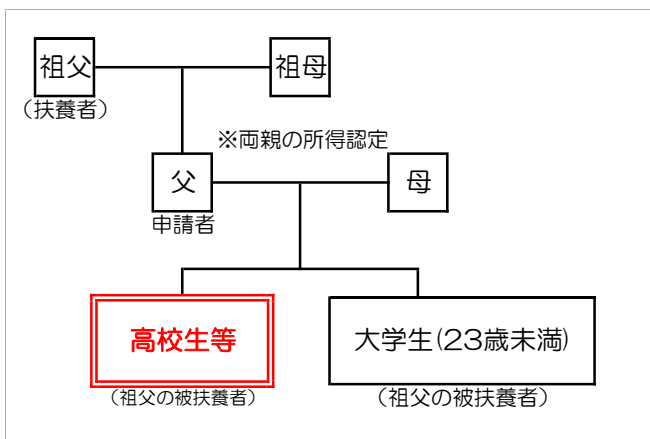 祖父
祖母
（扶養者）
※両親の所得認定
父
母
申請者
高校生等
大学生(23歳未満)
（祖父の被扶養者）
（祖父の被扶養者）